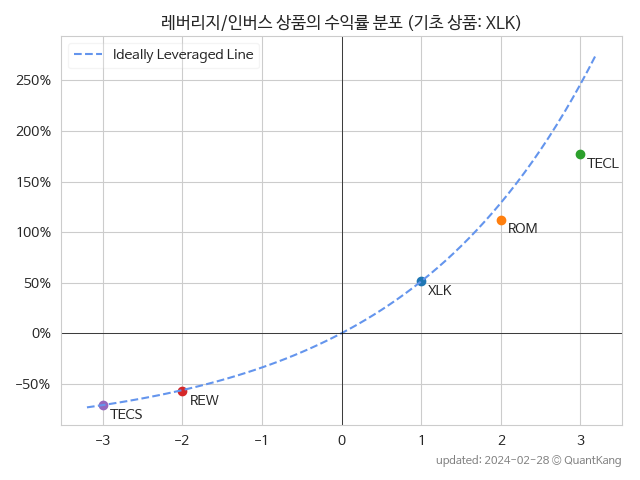 레버리지/인버스 상품의 수익률 분포 (기초 상품: XLK)
Ideally Leveraged Line
250%
200%
150%
100%
50%
0%
−50%
TECL
ROM
XLK
REW
TECS
−3
−2
−1
0
1
2
3
updated: 2024-02-28 © QuantKang